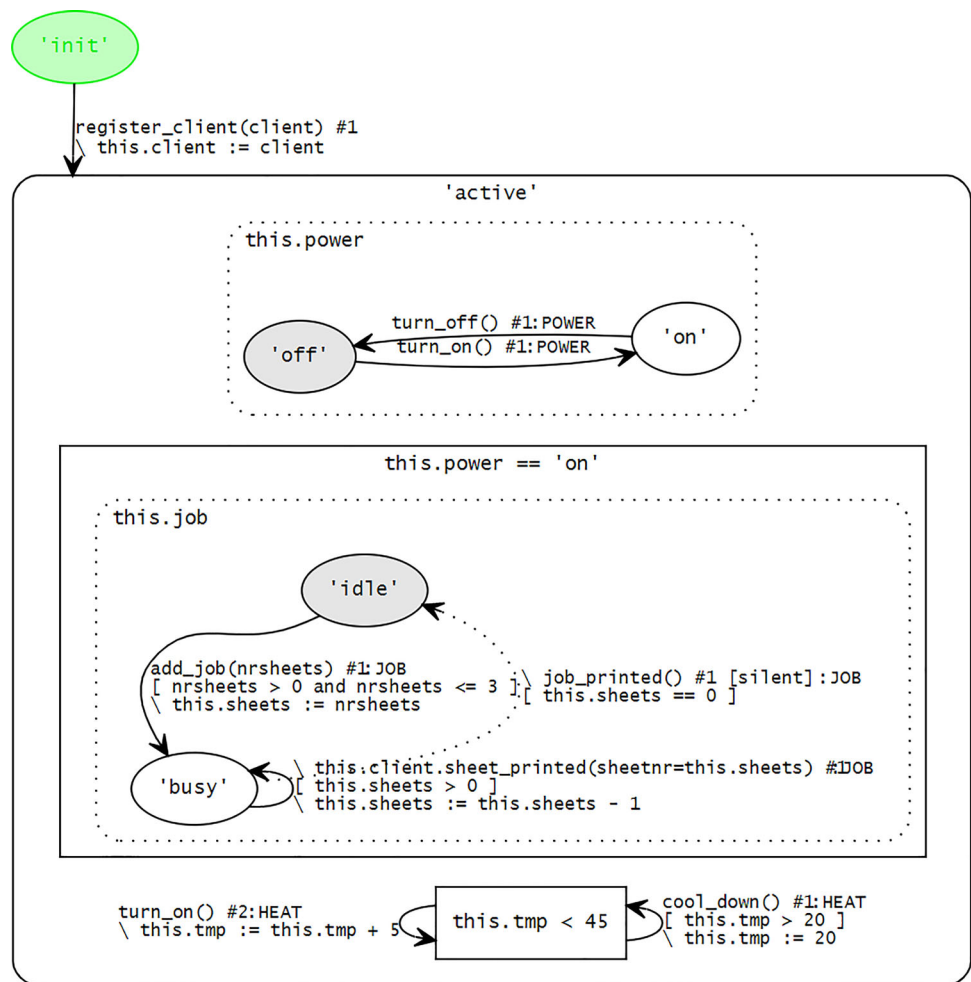 'init'
register_client(client) #1
\ this.client := client
'active'
this.power
turn_off() #1:POWER
'on'
'off'
turn_on() #1:POWER
this.power == 'on'
this.job
'idle'
add_job(nrsheets) #1:JOB
[ nrsheets > 0 and nrsheets <= 3 ]
\ this.sheets := nrsheets
\ job_printed() #1 [silent]:JOB
[ this.sheets == 0 ]
'busy'
\ this.client.sheet_printed(sheetnr=this.sheets) #1:JOB
[ this.sheets > 0 ]
\ this.sheets := this.sheets - 1
turn_on() #2:HEAT
\ this.tmp := this.tmp + 5
this.tmp < 45
cool_down() #1:HEAT
[ this.tmp > 20 ]
\ this.tmp := 20